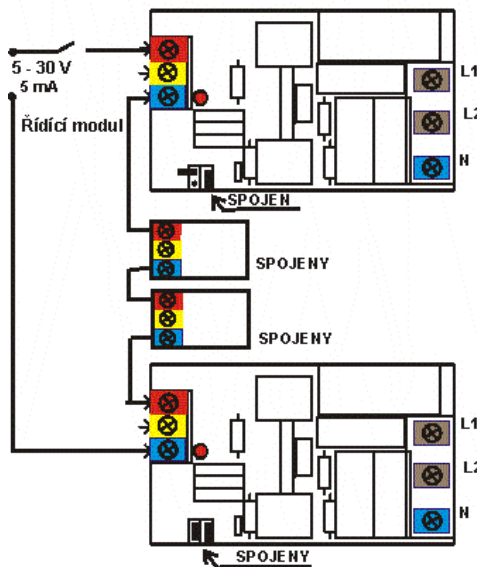 L1
5 - 30 V
5 mA
L2
Řídící modul
N
SPOJEN
SPOJENY
SPOJENY
L1
L2
N
SPOJENY